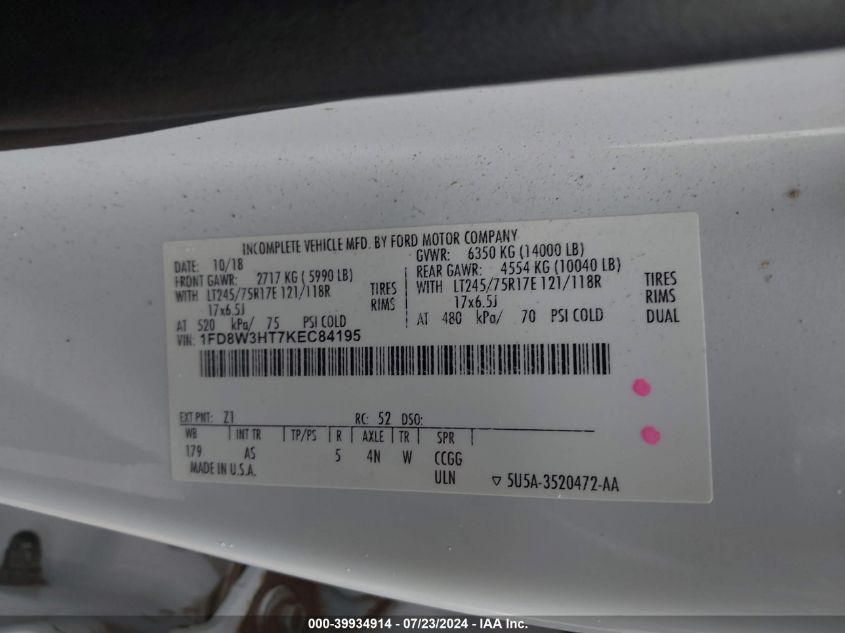 INCOMPLETE VEHICLE MFD. BY FORD MOTOR COMPANY
DATE: 10/18 GVWR: 6350 KG (14000 LB)
FRONT GAWR: 2717 KG (5990 LB) REAR GAWR: 4554 KG (10040 LB)
WITH LT245/75R17E 121/118R TIRES WITH LT245/75R17E 121/118R TIRES
17x6.5J RIMS 17x6.5J RIMS
AT 520 kPa/ 75 PSI COLD AT 480 kPa/ 70 PSI COLD DUAL
VIN: 1FD8W3HT7KEC84195
EXT PNT: Z1 RC: 52 DSO:
WB INT TR TP/PS R AXLE TR SPR
179 AS 5 4N W CCGG
MADE IN U.S.A. ULN ▽ 5U5A-3520472-AA
000-39934914 - 07/23/2024 - IAA Inc.